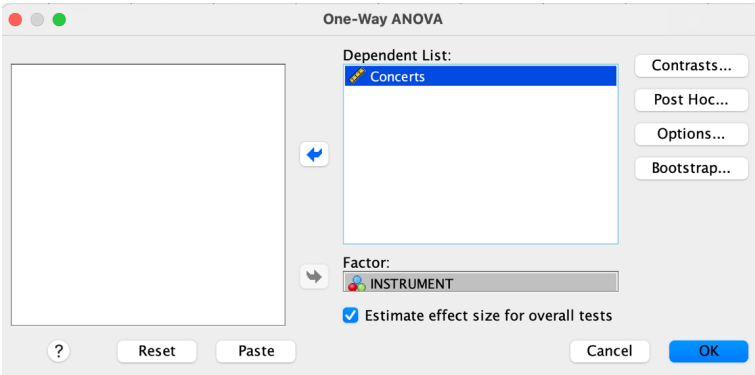 One-Way ANOVA
Dependent List:
Concerts
Contrasts...
Post Hoc...
Options...
Bootstrap...
Factor:
INSTRUMENT
Estimate effect size for overall tests
? Reset Paste Cancel OK